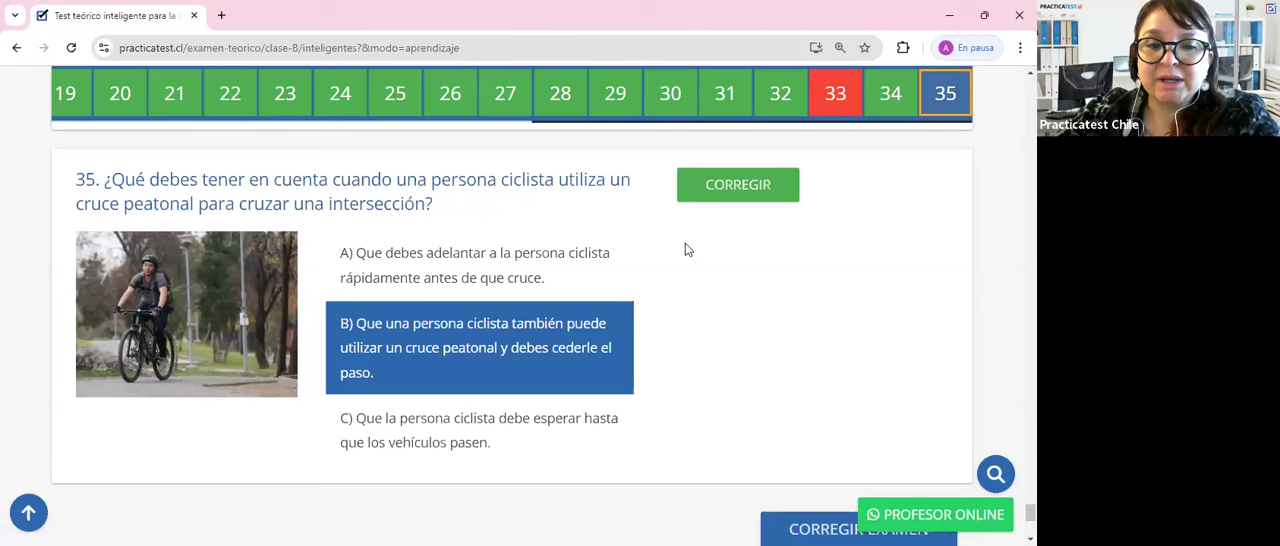 Test teórico inteligente para la
practicatest.cl/examen-teorico/clase-B/inteligentes?&modo=aprendizaje
A
En pausa
PRACTICATEST.cl
19 20 21 22 23 24 25 26 27 28 29 30 31 32 33 34 35
Practicatest Chile
35. ¿Qué debes tener en cuenta cuando una persona ciclista utiliza un
cruce peatonal para cruzar una intersección?
CORREGIR
A) Que debes adelantar a la persona ciclista
rápidamente antes de que cruce.
B) Que una persona ciclista también puede
utilizar un cruce peatonal y debes cederle el
paso.
C) Que la persona ciclista debe esperar hasta
que los vehículos pasen.
PROFESOR ONLINE
CORREGIR EXAMEN